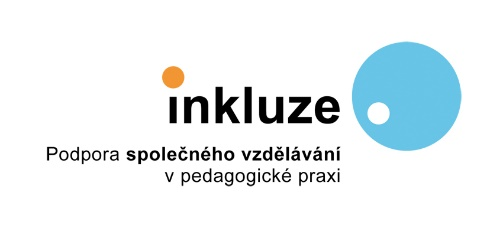 inkluze
Podpora společného vzdělávání
v pedagogické praxi